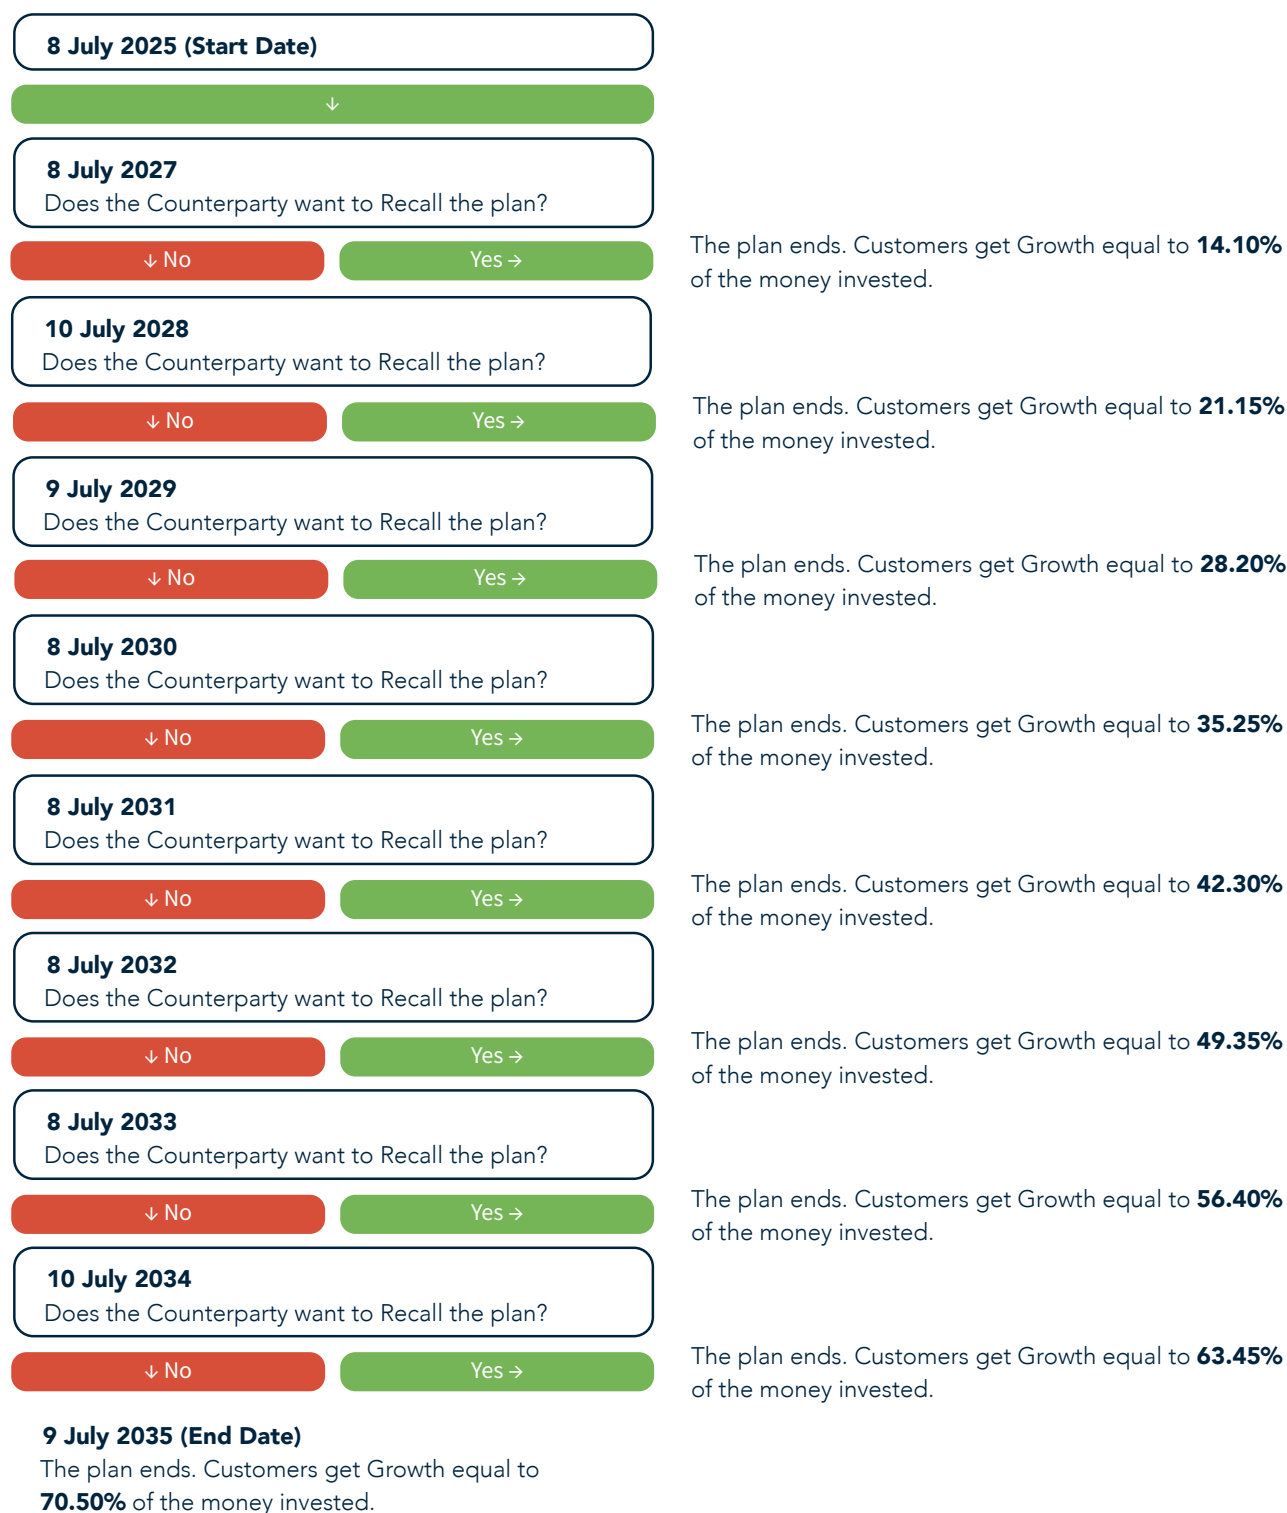 8 July 2025 (Start Date)
↓
8 July 2027
Does the Counterparty want to Recall the plan?
↓ No
Yes →
The plan ends. Customers get Growth equal to 14.10%
of the money invested.
10 July 2028
Does the Counterparty want to Recall the plan?
↓ No
Yes →
The plan ends. Customers get Growth equal to 21.15%
of the money invested.
9 July 2029
Does the Counterparty want to Recall the plan?
↓ No
Yes →
The plan ends. Customers get Growth equal to 28.20%
of the money invested.
8 July 2030
Does the Counterparty want to Recall the plan?
↓ No
Yes →
The plan ends. Customers get Growth equal to 35.25%
of the money invested.
8 July 2031
Does the Counterparty want to Recall the plan?
↓ No
Yes →
The plan ends. Customers get Growth equal to 42.30%
of the money invested.
8 July 2032
Does the Counterparty want to Recall the plan?
↓ No
Yes →
The plan ends. Customers get Growth equal to 49.35%
of the money invested.
8 July 2033
Does the Counterparty want to Recall the plan?
↓ No
Yes →
The plan ends. Customers get Growth equal to 56.40%
of the money invested.
10 July 2034
Does the Counterparty want to Recall the plan?
↓ No
Yes →
The plan ends. Customers get Growth equal to 63.45%
of the money invested.
9 July 2035 (End Date)
The plan ends. Customers get Growth equal to
70.50% of the money invested.